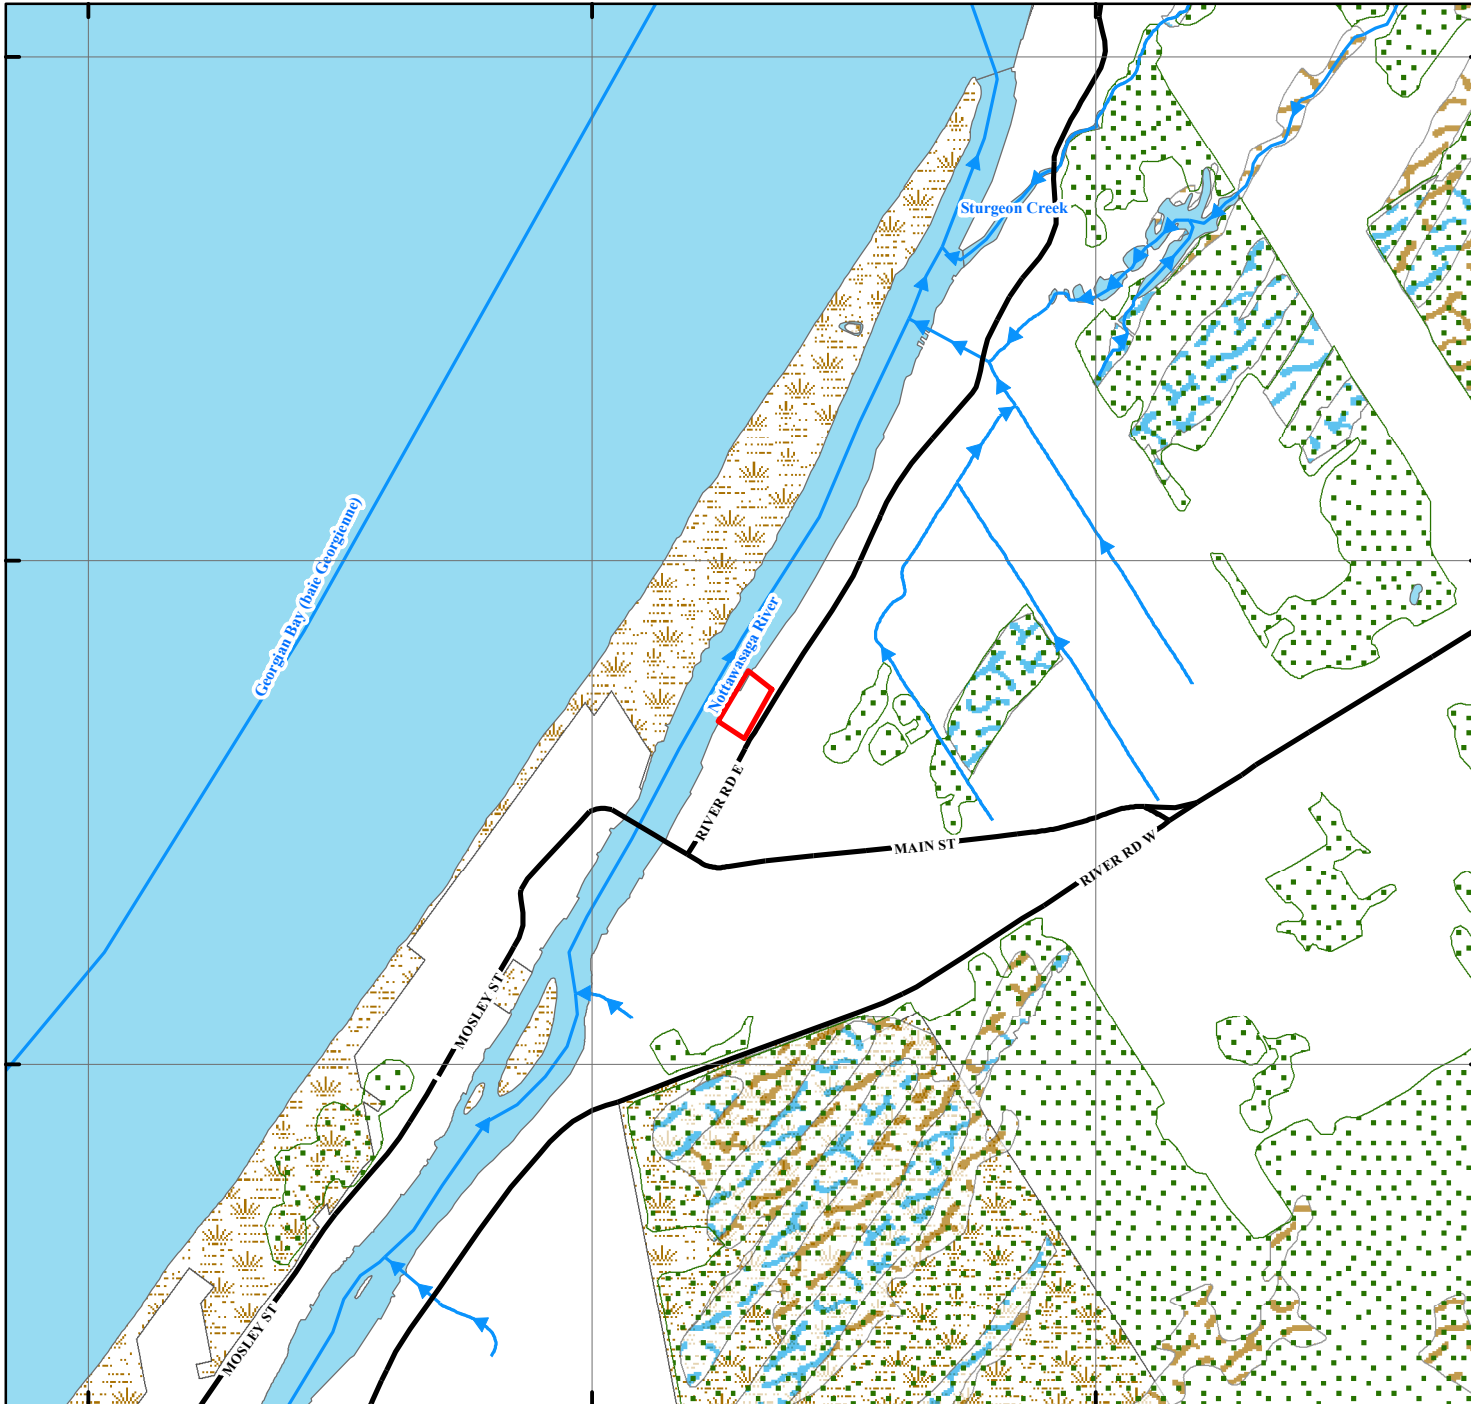 Sturgeon Creek
Georgian Bay (baie Georgienne)
Nottawasaga River
RIVER RD E
MAIN ST
RIVER RD W
MOSLEY ST
MOSLEY ST